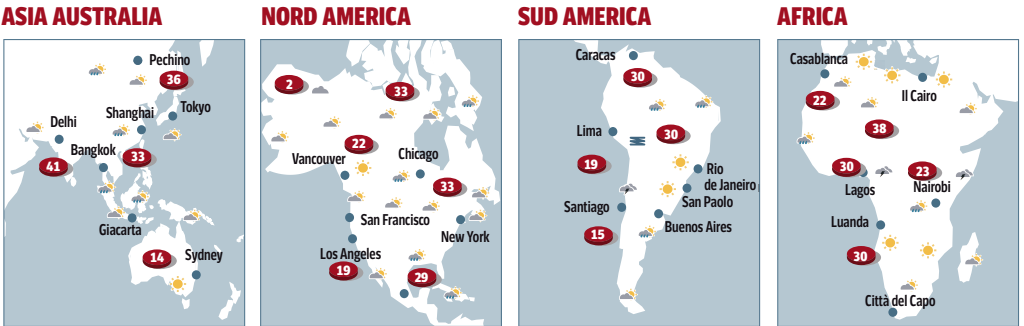 ASIA AUSTRALIA
Pechino
36
Shanghai
Tokyo
Delhi
Bangkok
33
41
Giacarta
14
Sydney
NORD AMERICA
2
33
22
Vancouver
Chicago
33
San Francisco
New York
Los Angeles
19
29
SUD AMERICA
Caracas
30
Lima
30
19
Rio
de Janeiro
San Paolo
Santiago
Buenos Aires
15
AFRICA
Casablanca
Il Cairo
22
38
30
23
Lagos
Nairobi
Luanda
30
Città del Capo